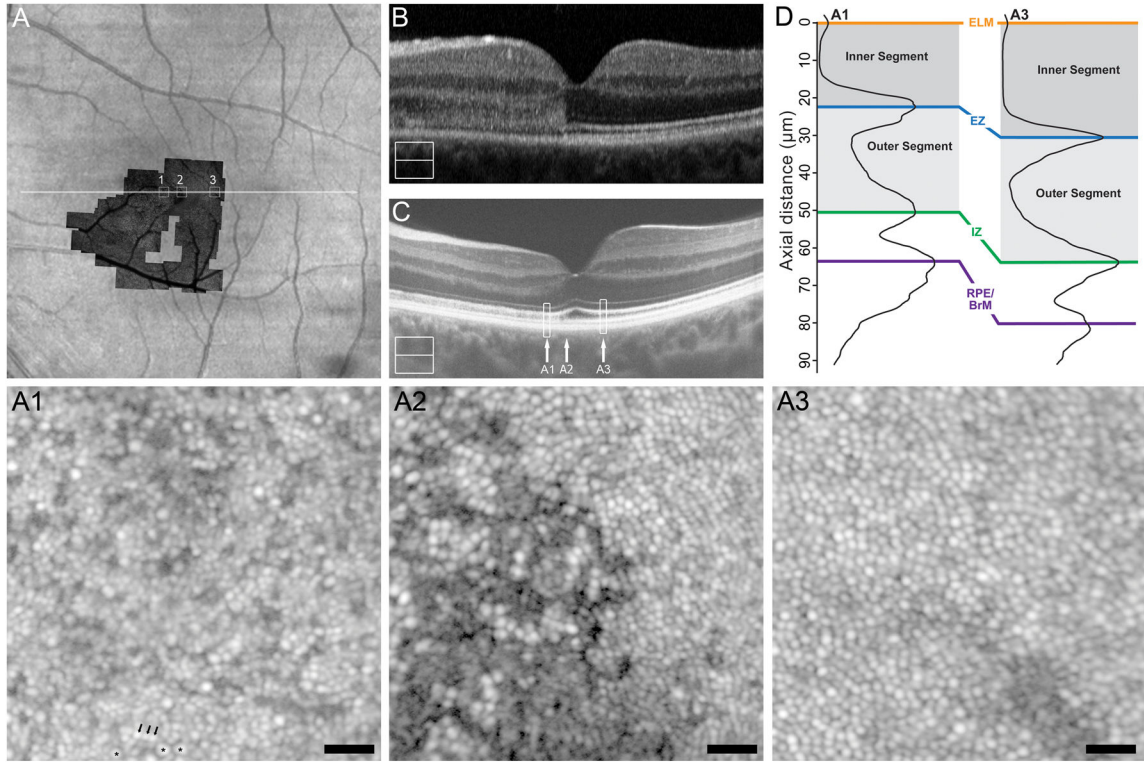 A
1 2 3
B
C
A1 A2 A3
D
A1 ELM A3
Axial distance (µm)
0
10
20
30
40
50
60
70
80
90
Inner Segment
Inner Segment
EZ
Outer Segment
Outer Segment
IZ
RPE/
BrM
A1
* * *
A2
A3